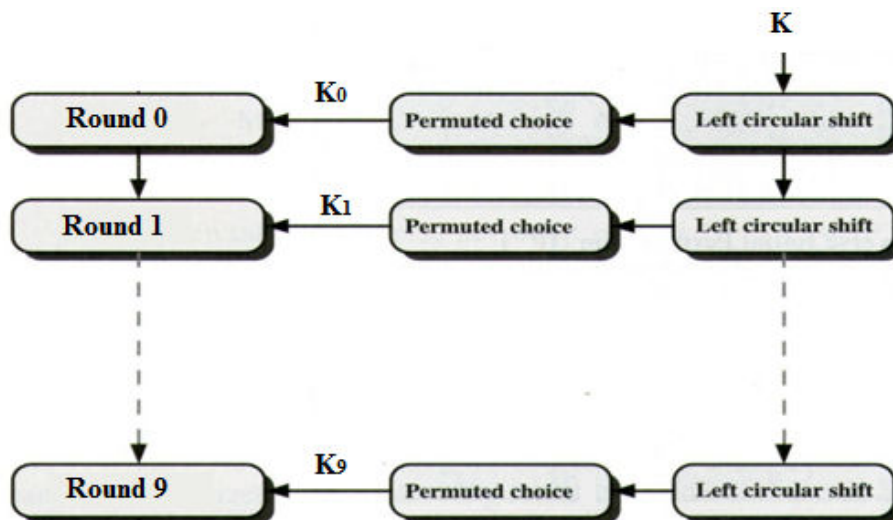 K
Round 0
K₀
Permuted choice
Left circular shift
Round 1
K₁
Permuted choice
Left circular shift
Round 9
K₉
Permuted choice
Left circular shift